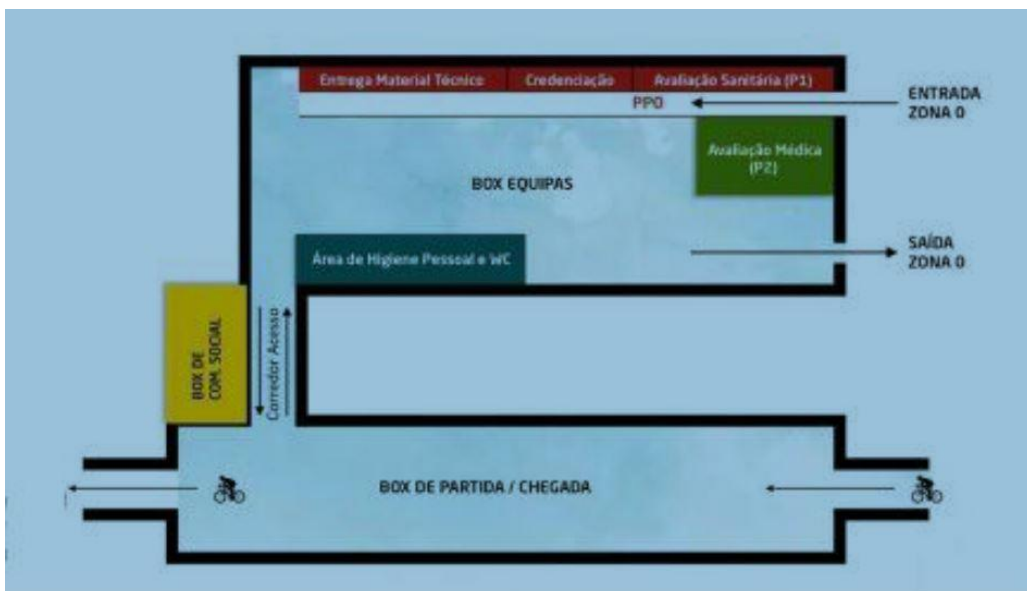 Entrega Material Técnico
Credenciação
Avaliação Sanitária (P1)
PPO
ENTRADA
ZONA 0
Avaliação Médica
(P2)
BOX EQUIPAS
SAÍDA
ZONA 0
Área de Higiene Pessoal e WC
BOX DE
COM. SOCIAL
Corredor Acesso
BOX DE PARTIDA / CHEGADA